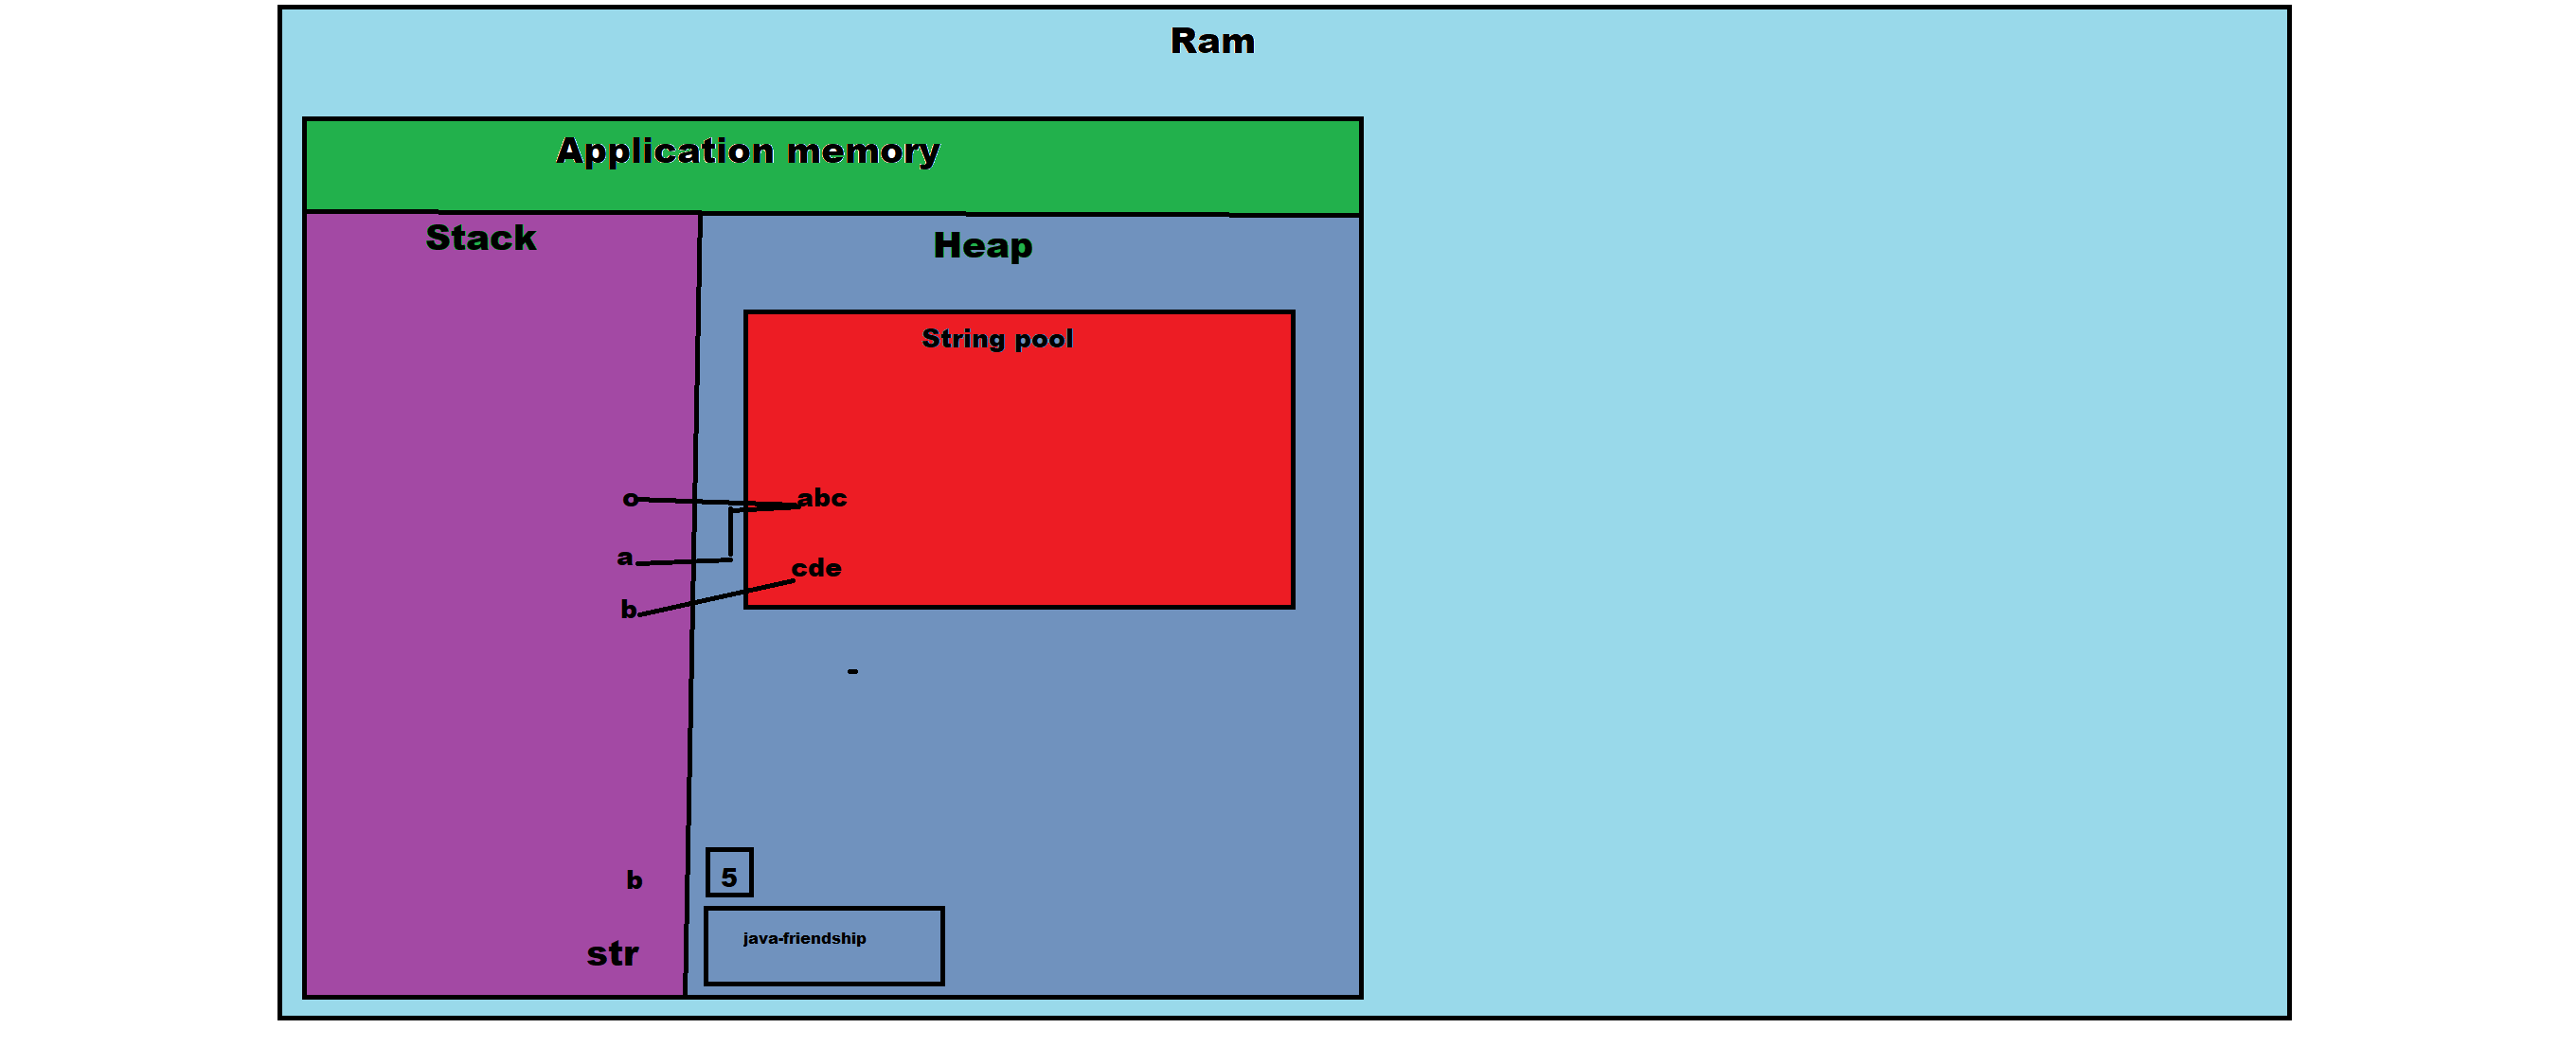 Ram
Application memory
Stack
Heap
String pool
o
abc
a
cde
b
-
b
5
str
java-friendship